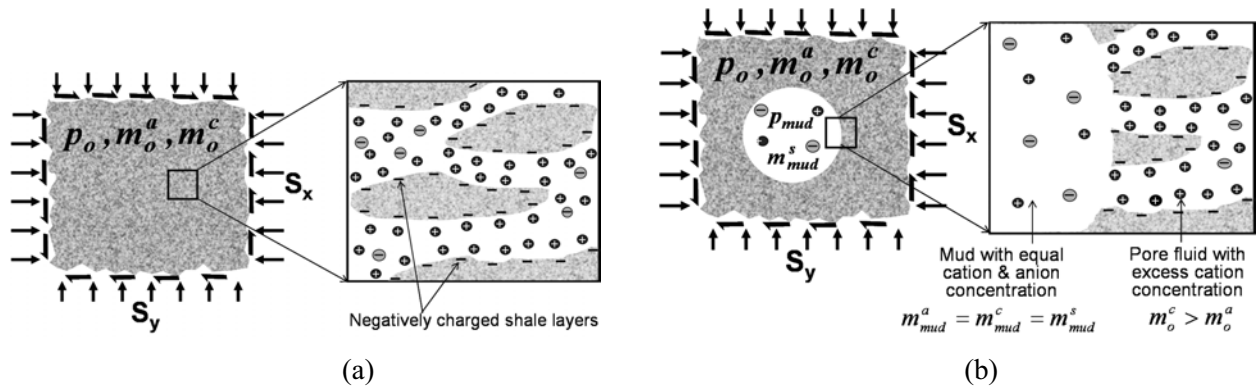 p_o, m_o^a, m_o^c
S_x
S_y
Negatively charged shale layers
(a)
p_o, m_o^a, m_o^c
p_mud
m_mud^s
S_x
S_y
Mud with equal
cation & anion
concentration
m_mud^a = m_mud^c = m_mud^s
Pore fluid with
excess cation
concentration
m_o^c > m_o^a
(b)